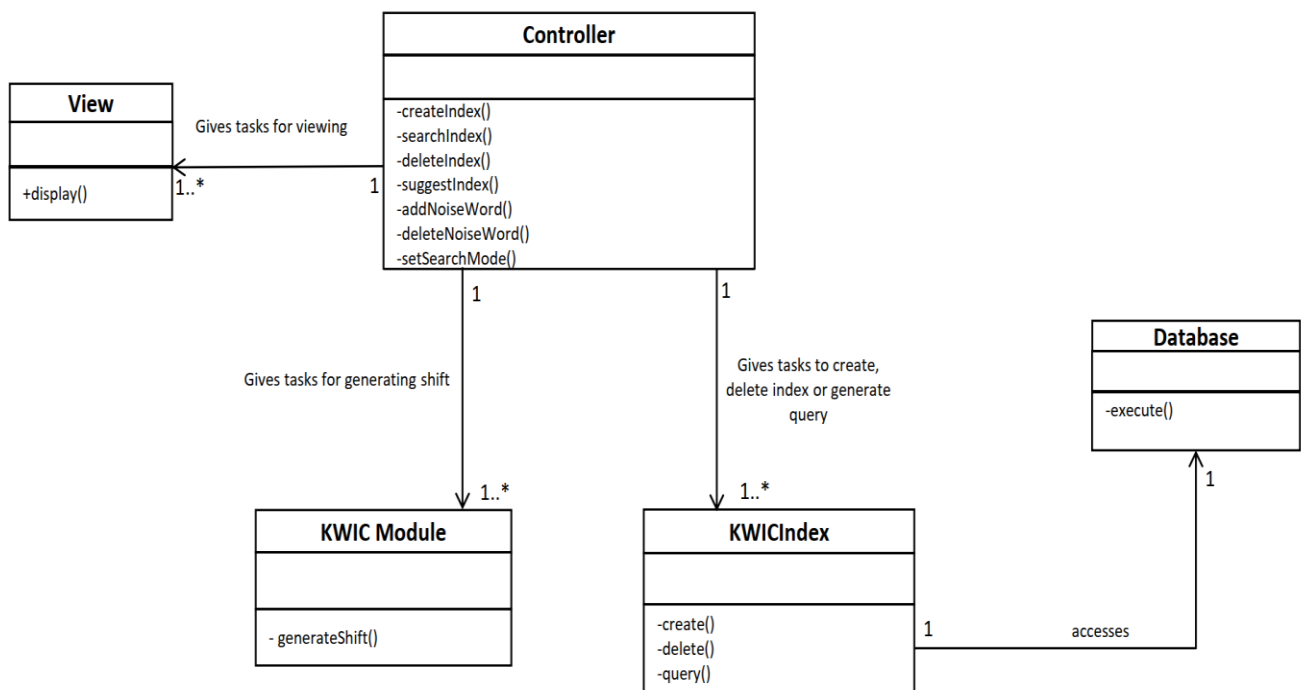 Controller
-createIndex()
-searchIndex()
-deleteIndex()
-suggestIndex()
-addNoiseWord()
-deleteNoiseWord()
-setSearchMode()
View
+display()
Gives tasks for viewing
1..*
1
1
1
Gives tasks for generating shift
Gives tasks to create,
delete index or generate
query
Database
-execute()
1
1..*
1..*
KWIC Module
- generateShift()
KWICIndex
-create()
-delete()
-query()
1
accesses